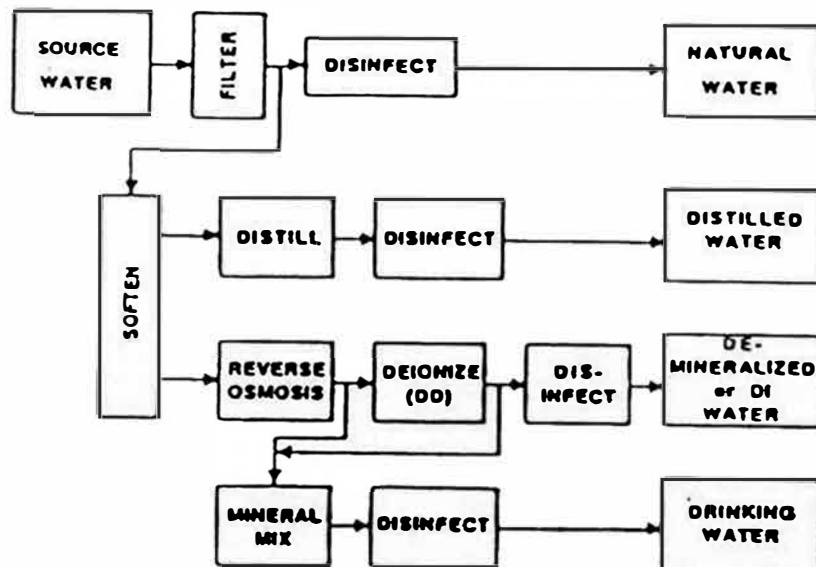 SOURCE
WATER
FILTER
DISINFECT
NATURAL
WATER
SOFTEN
DISTILL
DISINFECT
DISTILLED
WATER
REVERSE
OSMOSIS
DEIONIZE
(DD)
DIS-
INFECT
DE-
MINERALIZED
or DI
WATER
MINERAL
MIX
DISINFECT
DRINKING
WATER